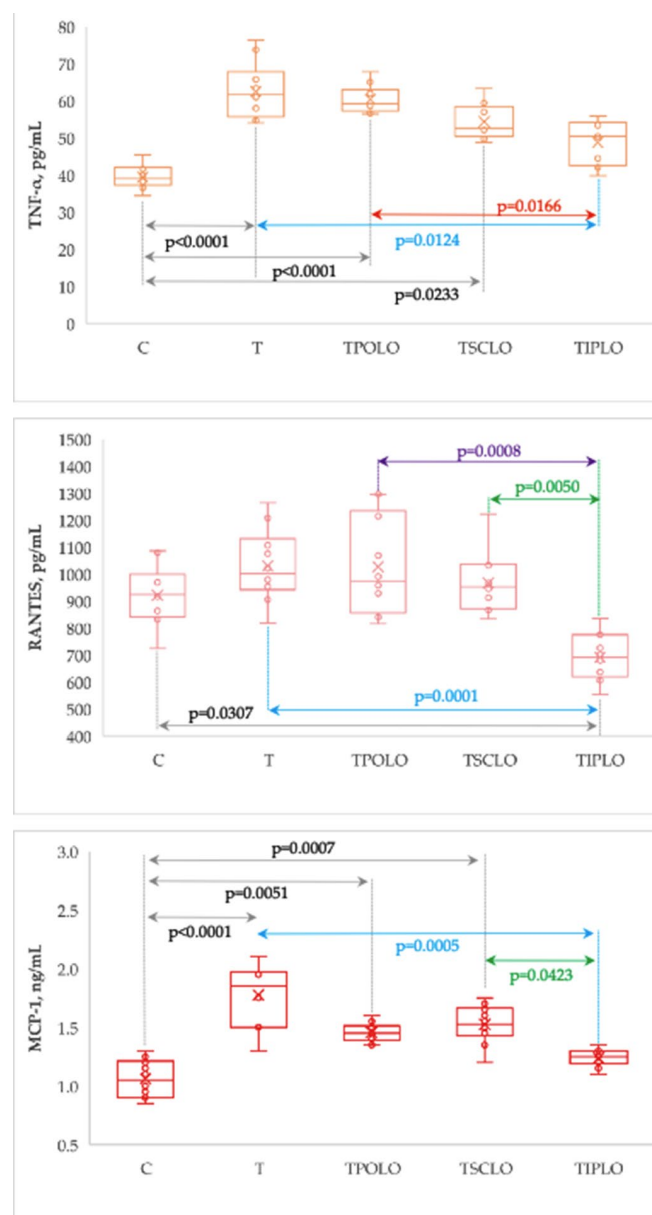 80
70
60
50
40
30
20
10
0
TNF-α, pg/mL
p=0.0166
p<0.0001
p=0.0124
p<0.0001
p=0.0233
C T TPOLO TSCLO TIPLO
1500
1400
1300
1200
1100
1000
900
800
700
600
500
400
RANTES, pg/mL
p=0.0008
p=0.0050
p=0.0001
p=0.0307
C T TPOLO TSCLO TIPLO
3.0
2.5
2.0
1.5
1.0
0.5
MCP-1, ng/mL
p=0.0007
p=0.0051
p<0.0001
p=0.0005
p=0.0423
C T TPOLO TSCLO TIPLO